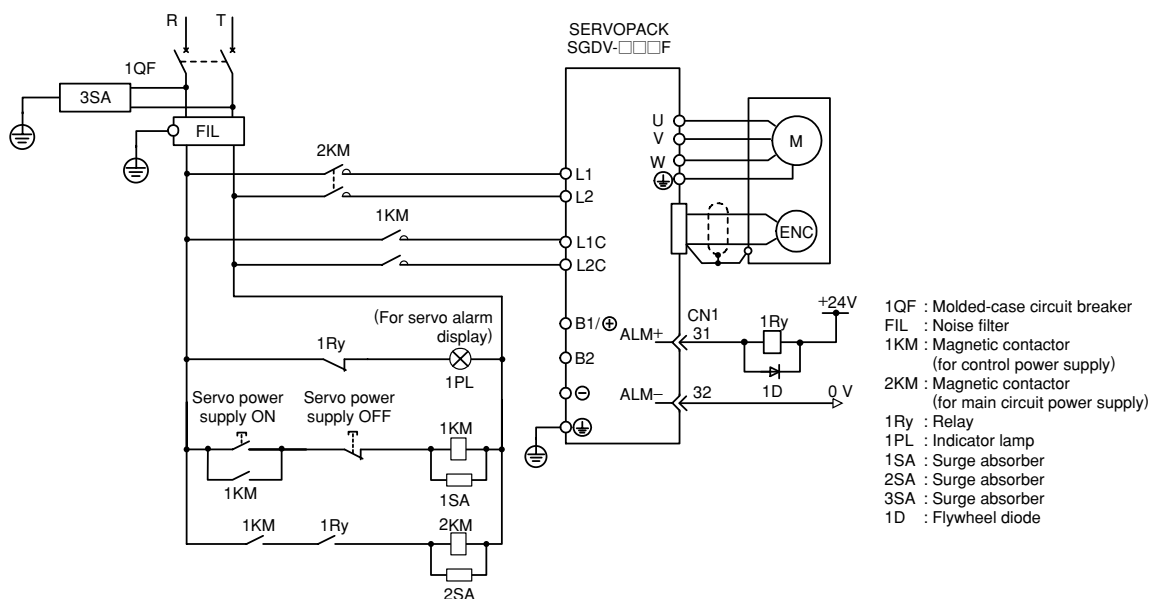 R
T
1QF
3SA
FIL
2KM
1KM
SERVOPACK
SGDV-□□□F
U
V
W
M
ENC
L1
L2
L1C
L2C
B1/⊕
B2
⊖
CN1
ALM+
31
1Ry
+24V
ALM−
32
1D
0 V
(For servo alarm
display)
1Ry
1PL
Servo power
supply ON
Servo power
supply OFF
1KM
1KM
1SA
1KM
1Ry
2KM
2SA
1QF : Molded-case circuit breaker
FIL : Noise filter
1KM : Magnetic contactor
(for control power supply)
2KM : Magnetic contactor
(for main circuit power supply)
1Ry : Relay
1PL : Indicator lamp
1SA : Surge absorber
2SA : Surge absorber
3SA : Surge absorber
1D : Flywheel diode